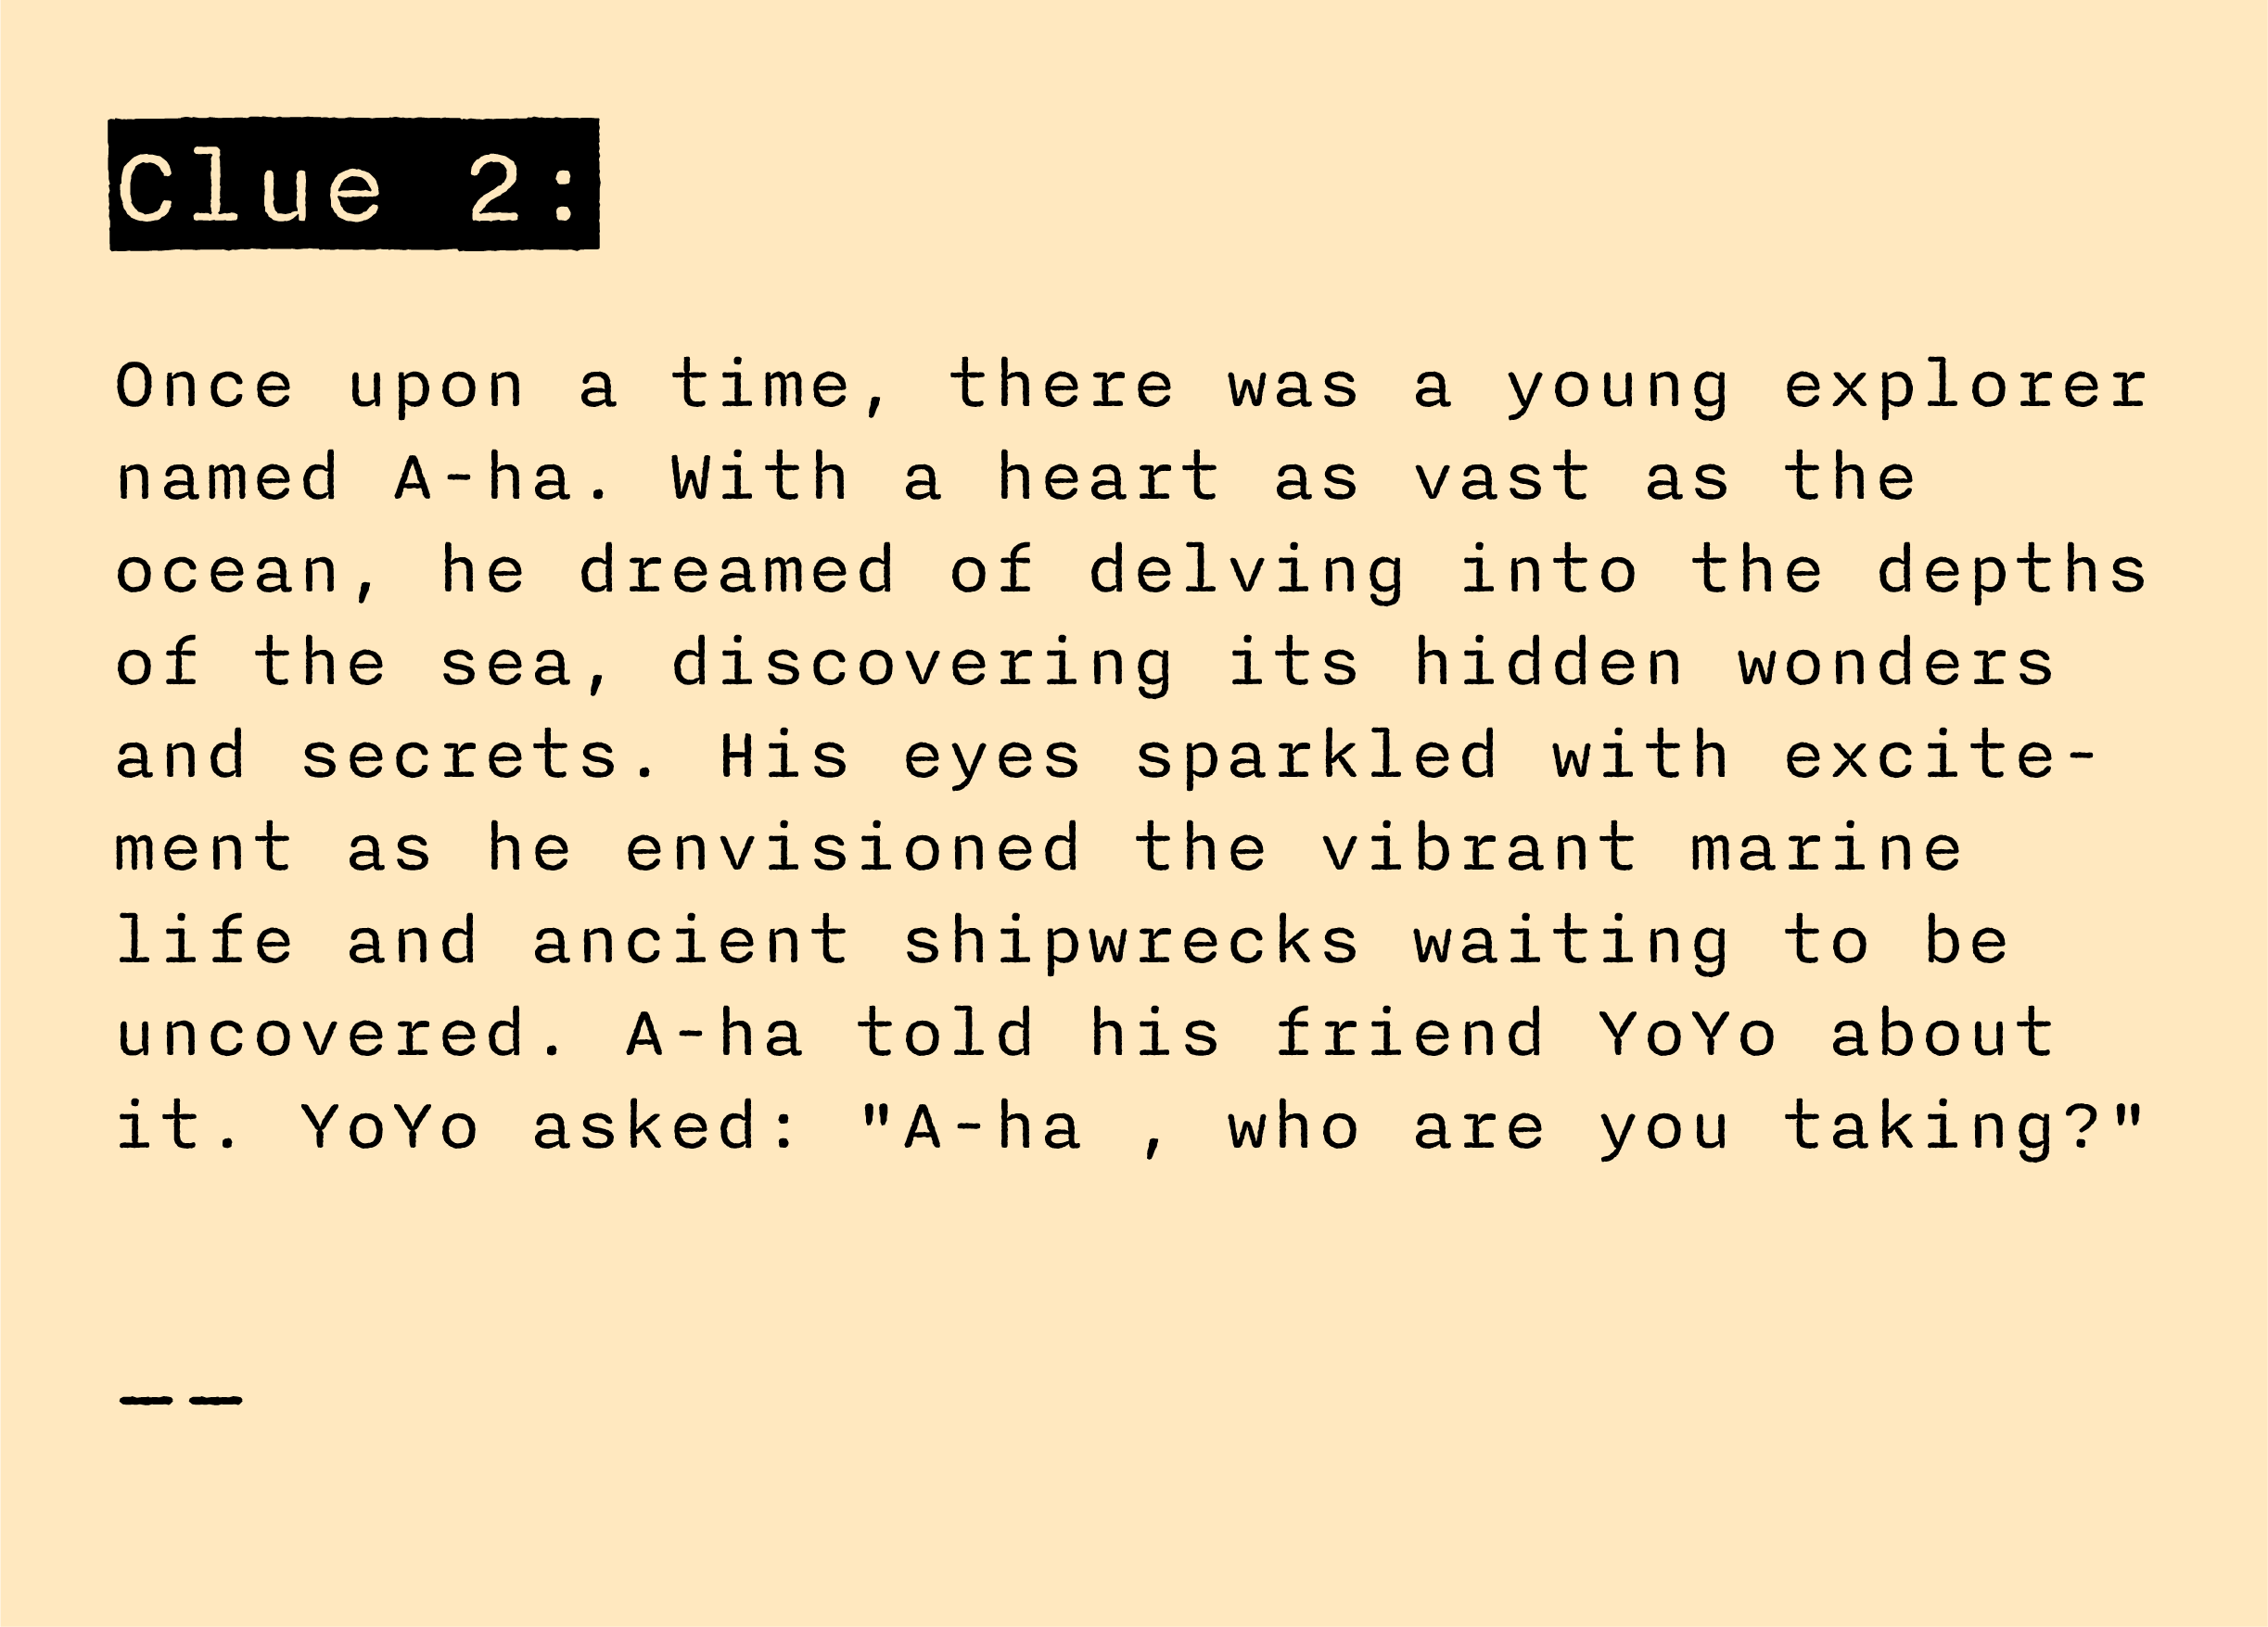 Clue 2:
Once upon a time, there was a young explorer
named A-ha. With a heart as vast as the
ocean, he dreamed of delving into the depths
of the sea, discovering its hidden wonders
and secrets. His eyes sparkled with excite-
ment as he envisioned the vibrant marine
life and ancient shipwrecks waiting to be
uncovered. A-ha told his friend YoYo about
it. YoYo asked: "A-ha , who are you taking?"
__